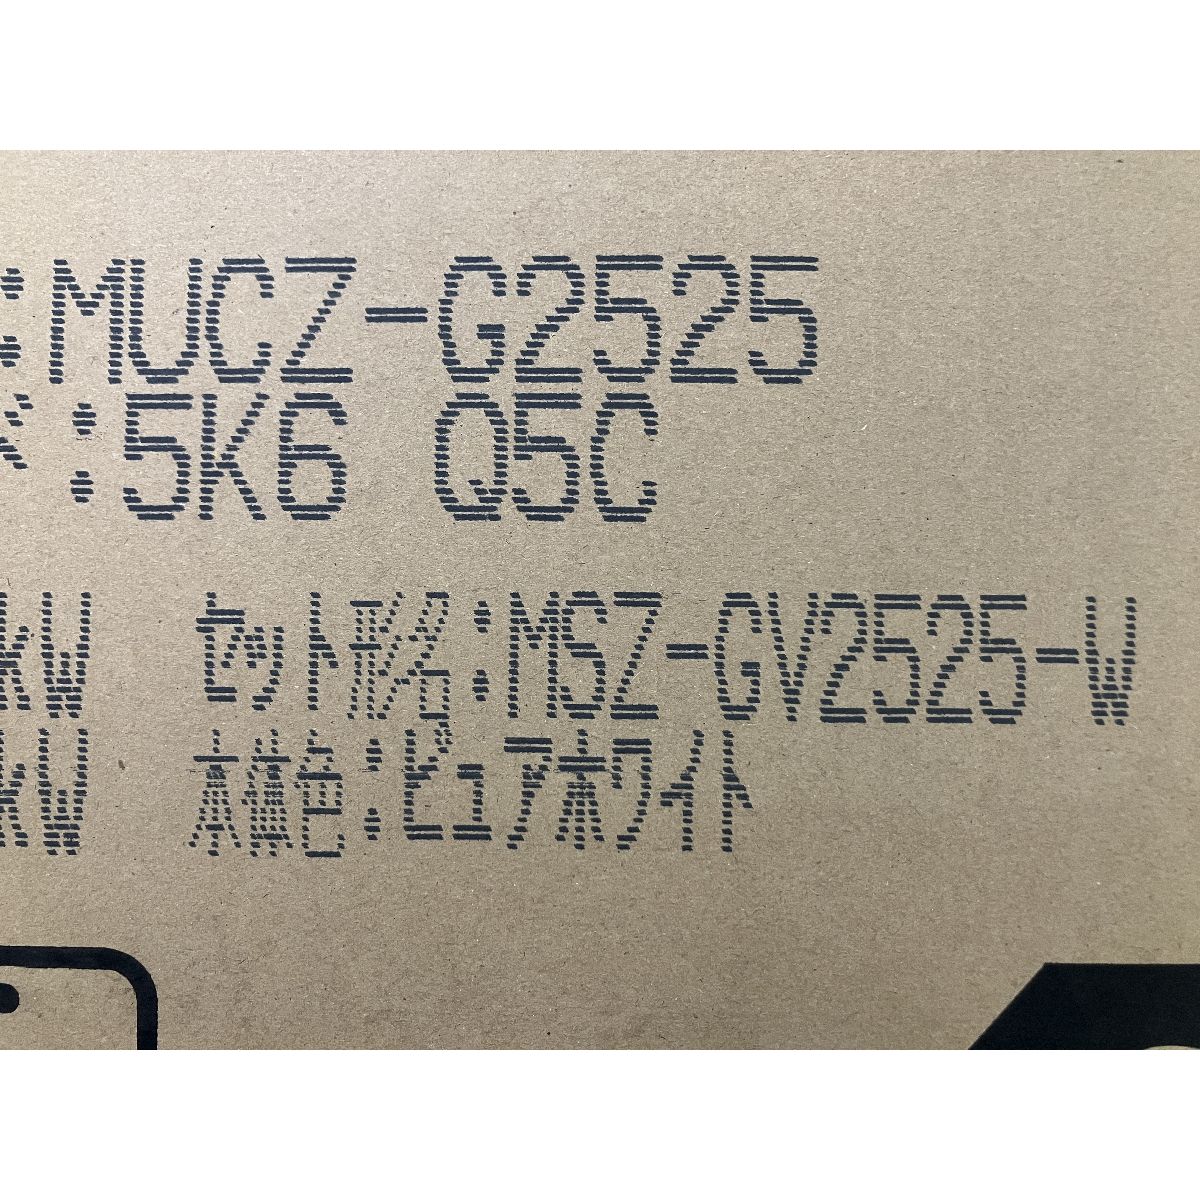 :MUCZ-G2525
:5K6 Q5C
kW セット形名:MSZ-GV2525-W
kW 本体色:ピュアホワイト